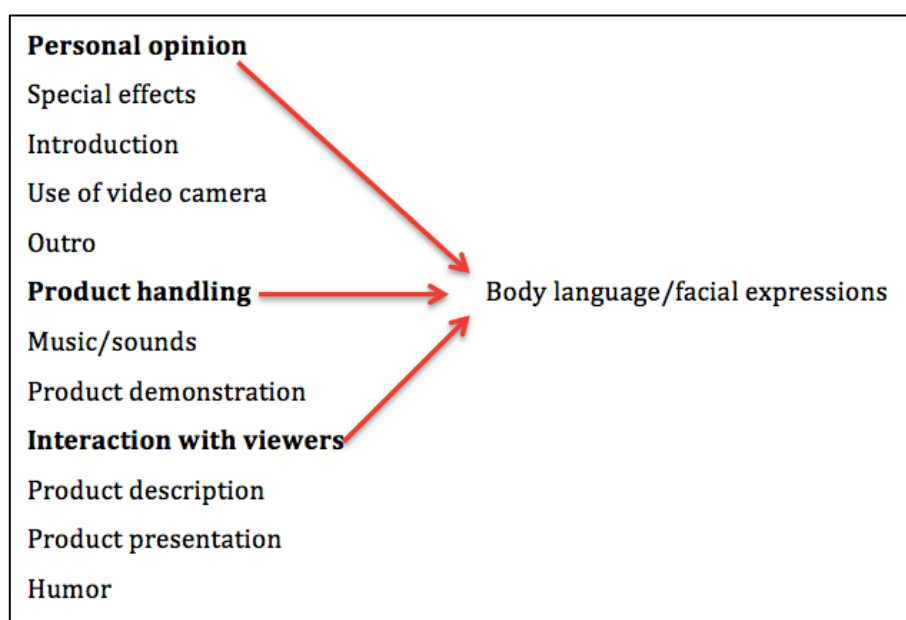 Personal opinion
Special effects
Introduction
Use of video camera
Outro
Product handling
Body language/facial expressions
Music/sounds
Product demonstration
Interaction with viewers
Product description
Product presentation
Humor